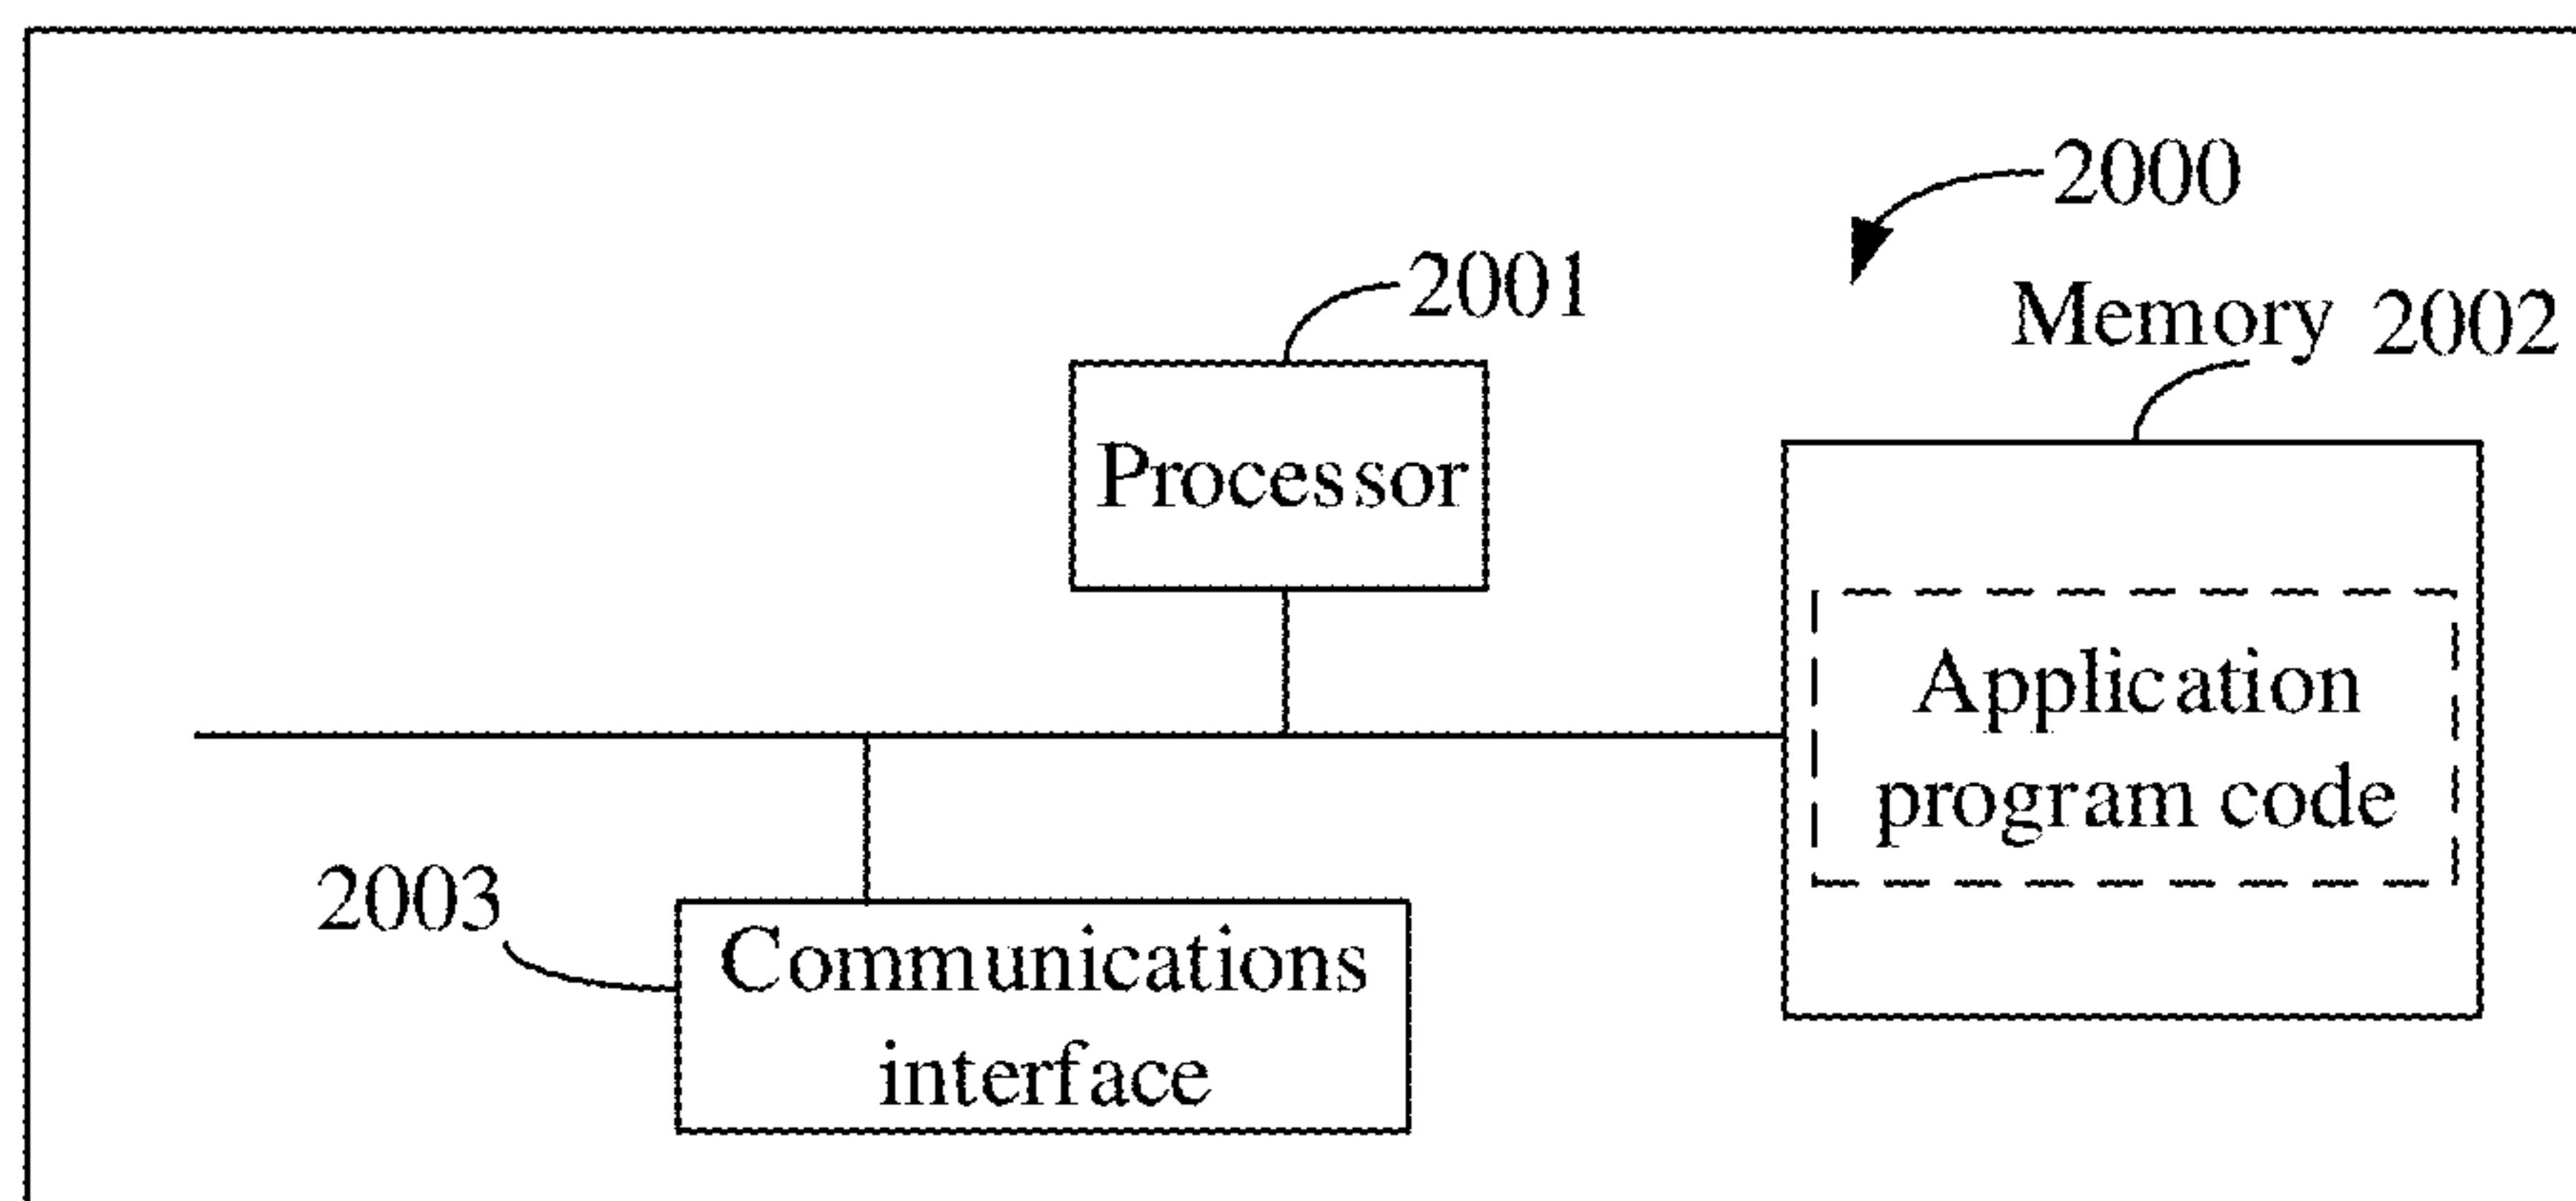 2000
2001
Memory 2002
Processor
Application
program code
2003
Communications
interface